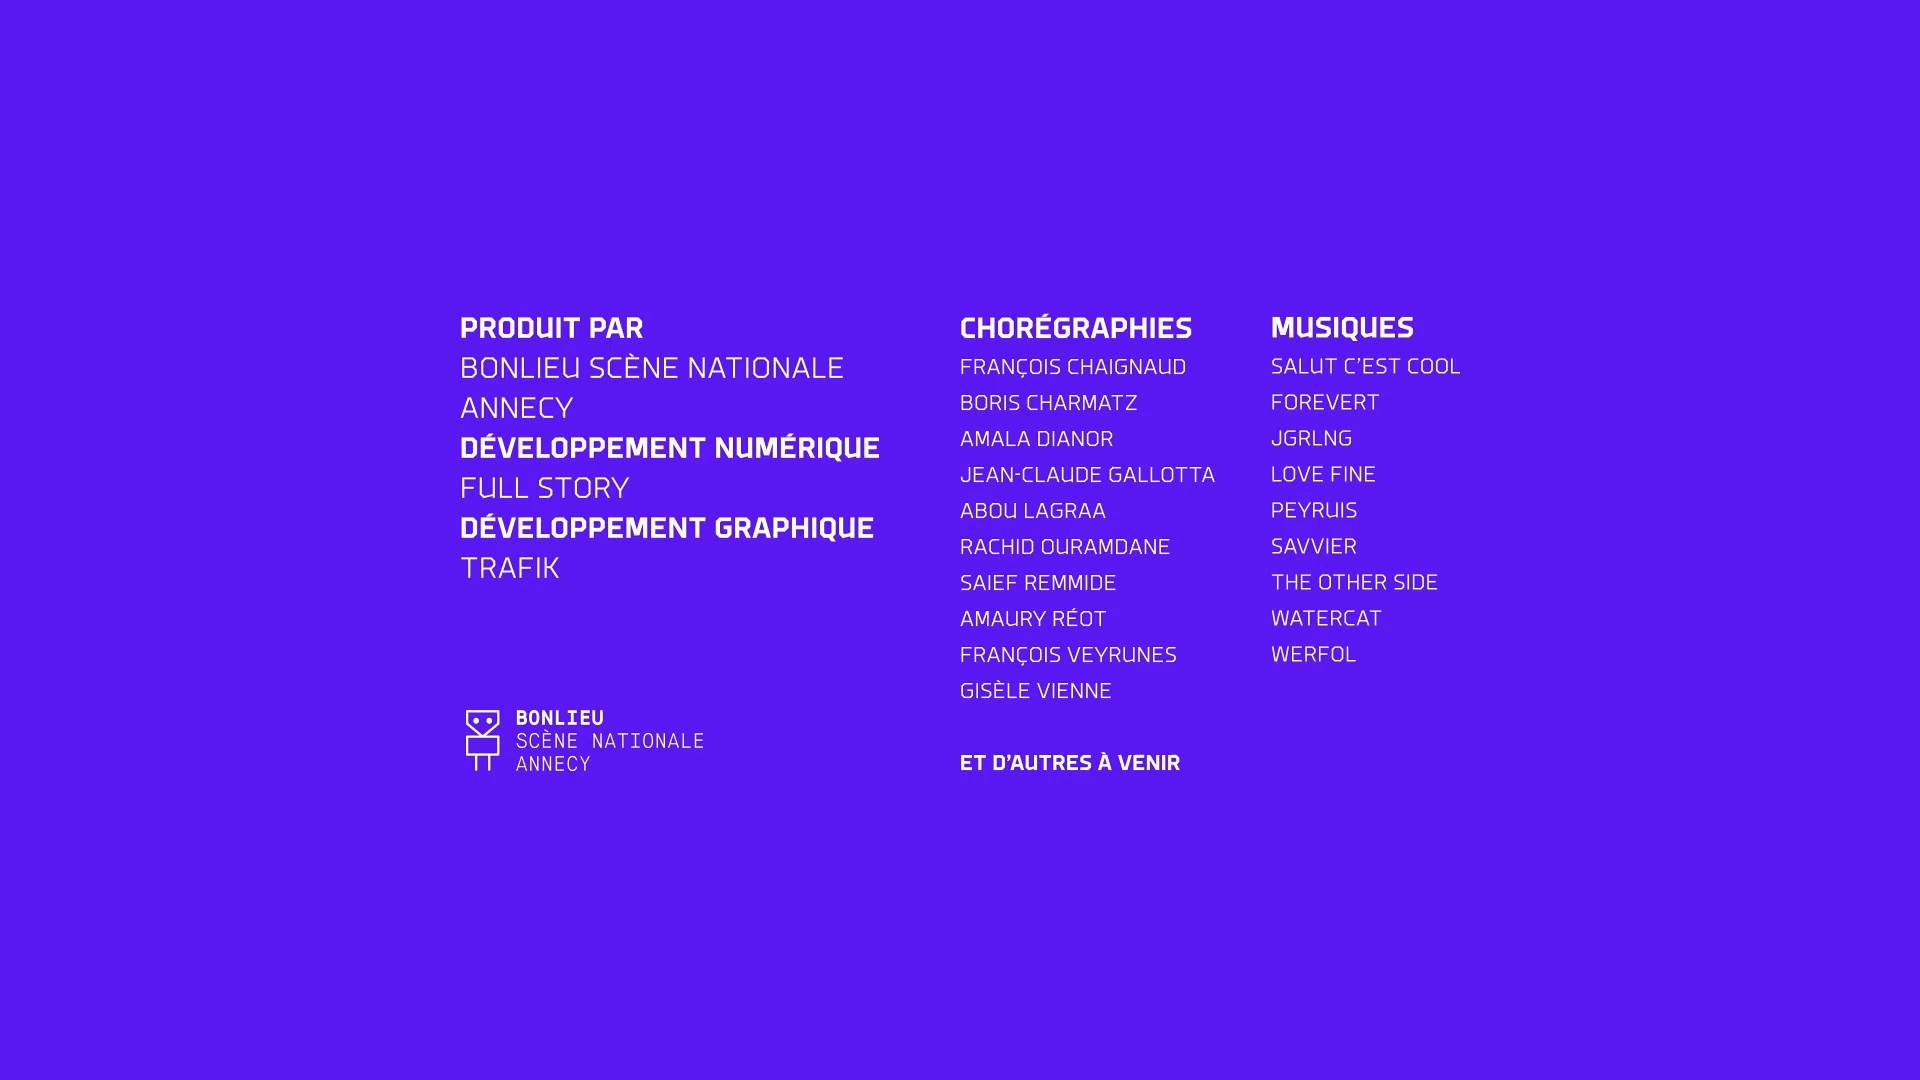 PRODUIT PAR
BONLIEU SCÈNE NATIONALE
ANNECY
DÉVELOPPEMENT NUMÉRIQUE
FULL STORY
DÉVELOPPEMENT GRAPHIQUE
TRAFIK
BONLIEU
SCÈNE NATIONALE
ANNECY
CHORÉGRAPHIES
FRANÇOIS CHAIGNAUD
BORIS CHARMATZ
AMALA DIANOR
JEAN-CLAUDE GALLOTTA
ABOU LAGRAA
RACHID OURAMDANE
SAIEF REMMIDE
AMAURY RÉOT
FRANÇOIS VEYRUNES
GISÈLE VIENNE
ET D’AUTRES À VENIR
MUSIQUES
SALUT C’EST COOL
FOREVERT
JGRLNG
LOVE FINE
PEYRUIS
SAVVIER
THE OTHER SIDE
WATERCAT
WERFOL